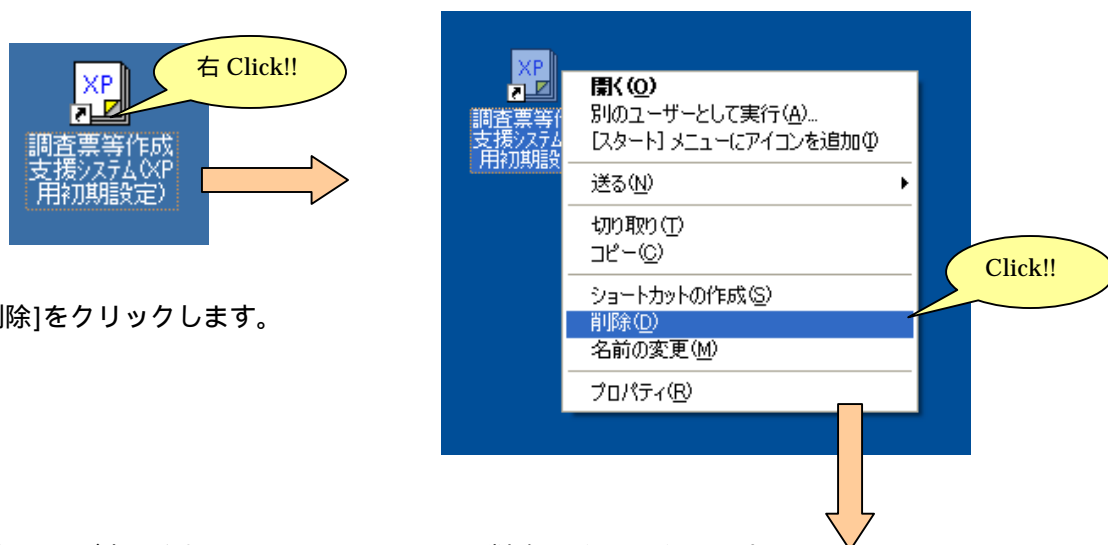 右 Click!!
XP
調査票等作成
支援システム(XP
用初期設定)
XP
調査票等作
支援システム
用初期設
開く(O)
別のユーザーとして実行(A)...
[スタート] メニューにアイコンを追加(I)
送る(N)
切り取り(T)
コピー(C)
ショートカットの作成(S)
削除(D)
名前の変更(M)
プロパティ(R)
Click!!
除]をクリックします。